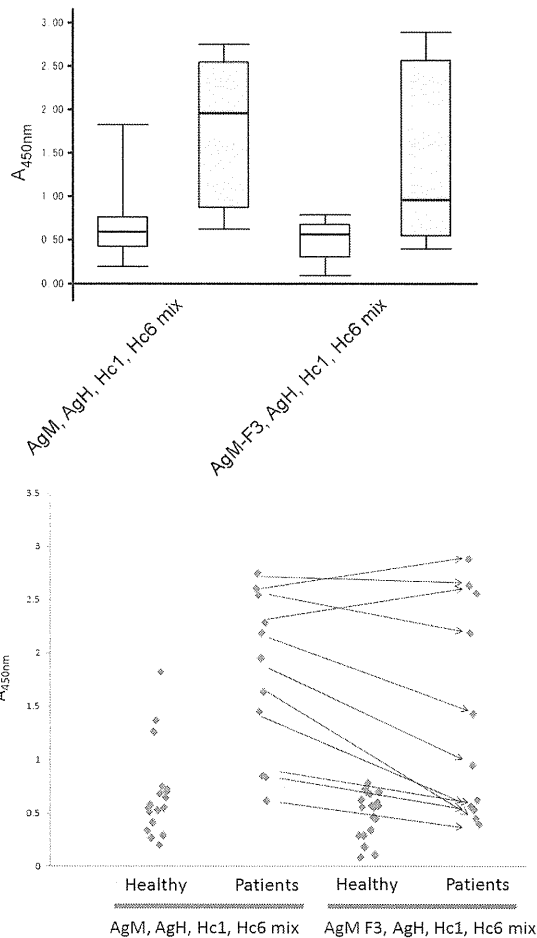 3 00
2 50
2 00
1 50
1 00
0 50
0 00
A450nm
AgM, AgH, Hc1, Hc6 mix
AgM-F3, AgH, Hc1, Hc6 mix
3.5
3
2.5
2
1.5
1
0.5
0
A450nm
Healthy Patients Healthy Patients
AgM, AgH, Hc1, Hc6 mix AgM F3, AgH, Hc1, Hc6 mix